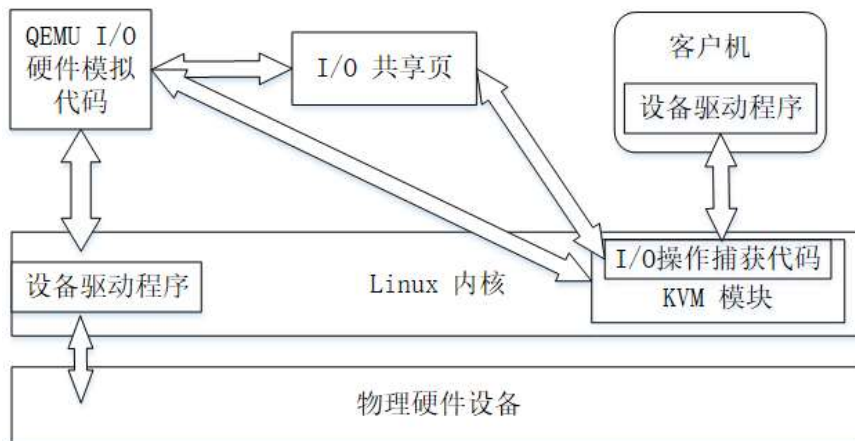 QEMU I/O
硬件模拟
代码
I/O 共享页
客户机
设备驱动程序
I/O操作捕获代码
设备驱动程序
Linux 内核
KVM 模块
物理硬件设备